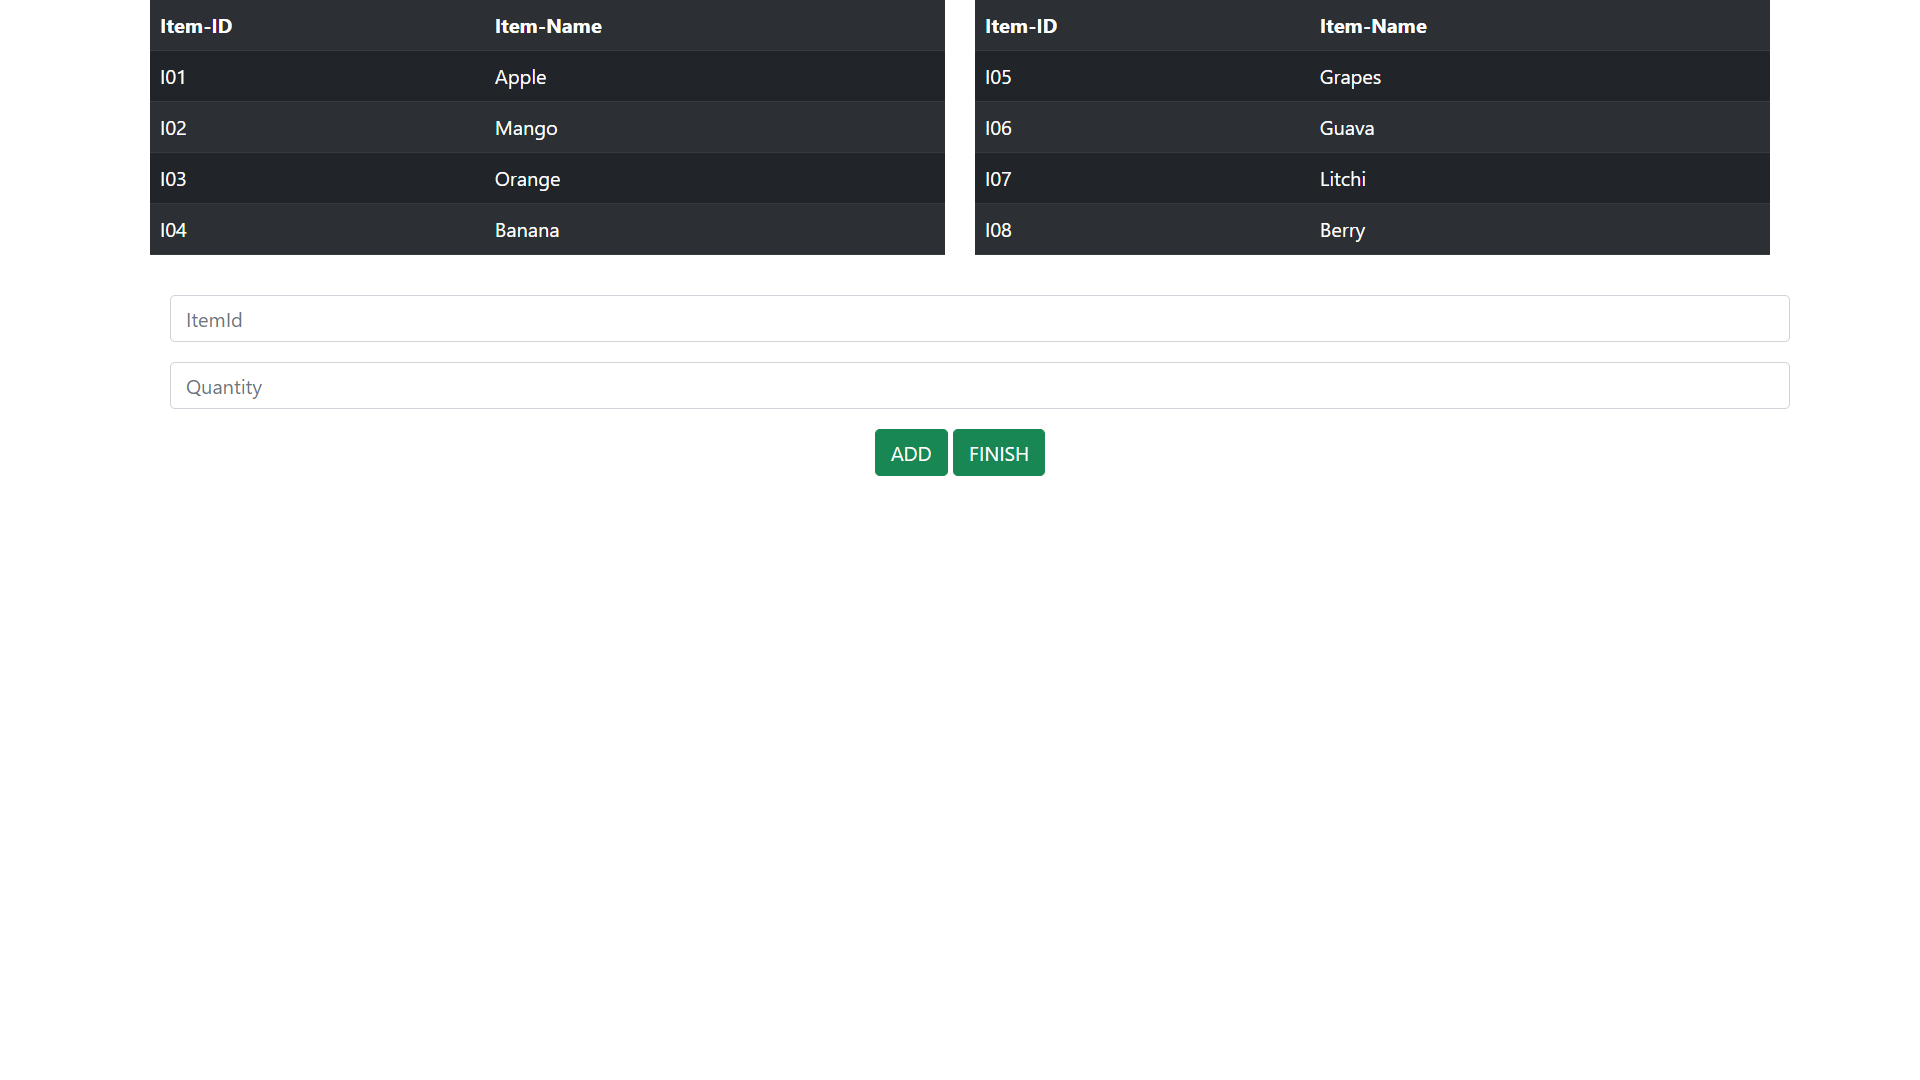 Item-ID Item-Name
I01 Apple
I02 Mango
I03 Orange
I04 Banana
Item-ID Item-Name
I05 Grapes
I06 Guava
I07 Litchi
I08 Berry
ItemId
Quantity
ADD FINISH